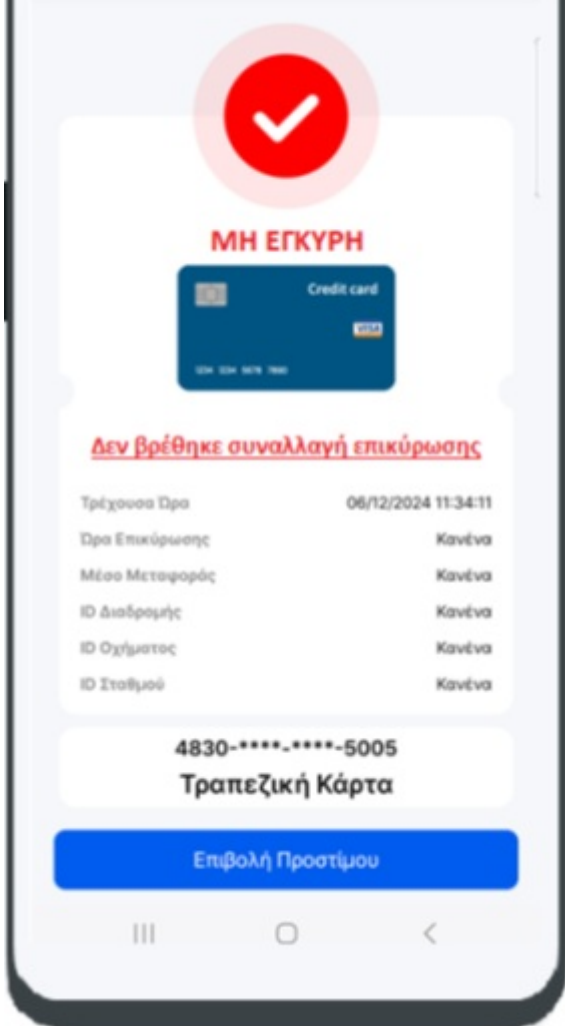 ΜΗ ΕΓΚΥΡΗ
Credit card
VISA
1234 1234 5678 7890
Δεν βρέθηκε συναλλαγή επικύρωσης
Τρέχουσα Ώρα 06/12/2024 11:34:11
Ώρα Επικύρωσης Κανένα
Μέσο Μεταφοράς Κανένα
ID Διαδρομής Κανένα
ID Οχήματος Κανένα
ID Σταθμού Κανένα
4830-****-****-5005
Τραπεζική Κάρτα
Επιβολή Προστίμου